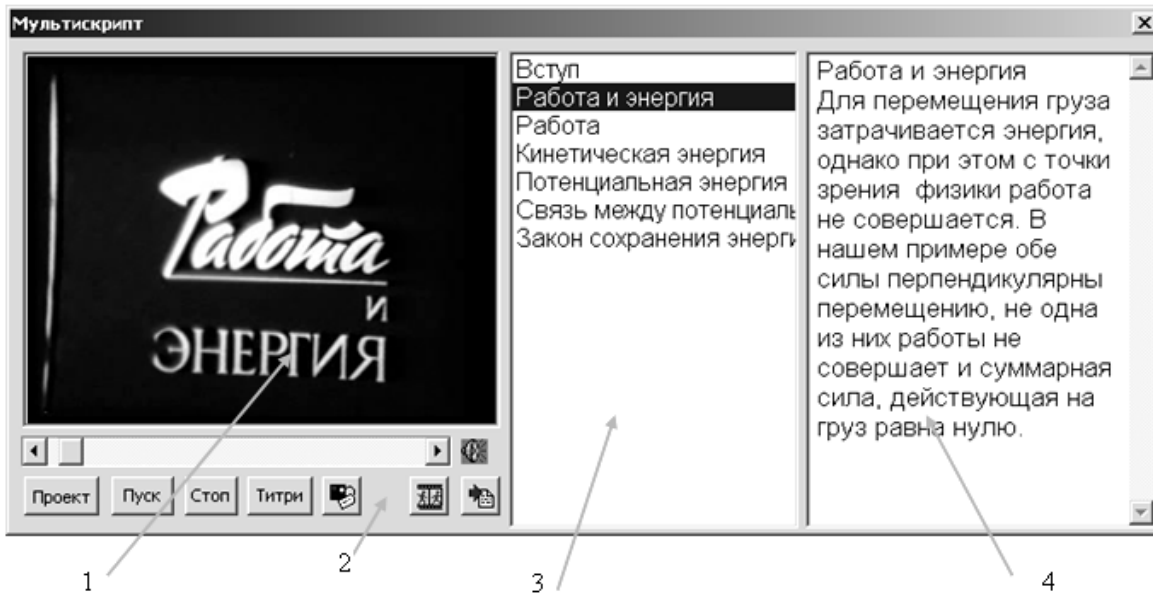 Мультискрипт
Работа
и
ЭНЕРГИЯ
Проект
Пуск
Стоп
Титри
Вступ
Работа и энергия
Работа
Кинетическая энергия
Потенциальная энергия
Связь между потенциаль
Закон сохранения энерги
Работа и энергия
Для перемещения груза
затрачивается энергия,
однако при этом с точки
зрения физики работа
не совершается. В
нашем примере обе
силы перпендикулярны
перемещению, не одна
из них работы не
совершает и суммарная
сила, действующая на
груз равна нулю.
1
2
3
4